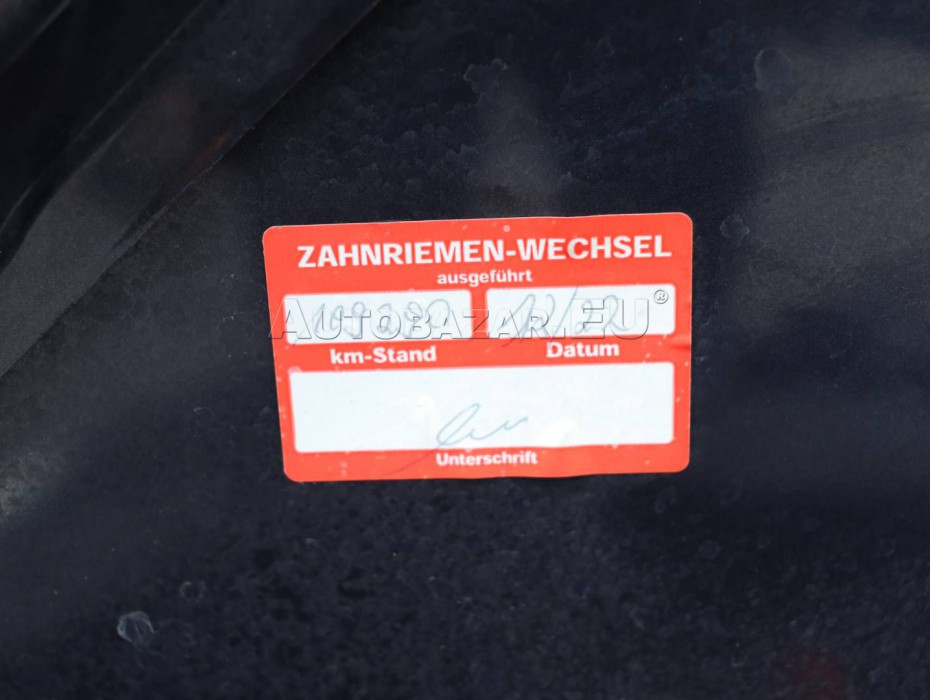 ZAHNRIEMEN-WECHSEL
ausgeführt
AUTOBAZAR.EU®
km-Stand Datum
Unterschrift